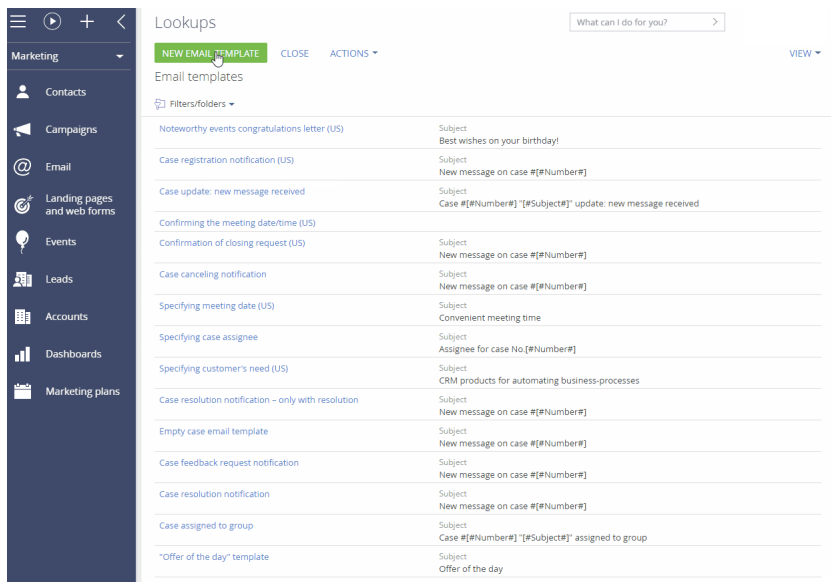 Lookups
What can I do for you?
NEW EMAIL TEMPLATE
CLOSE
ACTIONS
VIEW
Email templates
Filters/folders
Marketing
Contacts
Campaigns
Email
Landing pages
and web forms
Events
Leads
Accounts
Dashboards
Marketing plans
Noteworthy events congratulations letter (US)
Subject
Best wishes on your birthday!
Case registration notification (US)
Subject
New message on case #[#Number#]
Case update: new message received
Subject
Case #[#Number#] "[#Subject#]" update: new message received
Confirming the meeting date/time (US)
Confirmation of closing request (US)
Subject
New message on case #[#Number#]
Case canceling notification
Subject
New message on case #[#Number#]
Specifying meeting date (US)
Subject
Convenient meeting time
Specifying case assignee
Subject
Assignee for case No.[#Number#]
Specifying customer's need (US)
Subject
CRM products for automating business-processes
Case resolution notification – only with resolution
Subject
New message on case #[#Number#]
Empty case email template
Subject
New message on case #[#Number#]
Case feedback request notification
Subject
New message on case #[#Number#]
Case resolution notification
Subject
New message on case #[#Number#]
Case assigned to group
Subject
Case #[#Number#] "[#Subject#]" assigned to group
"Offer of the day" template
Subject
Offer of the day